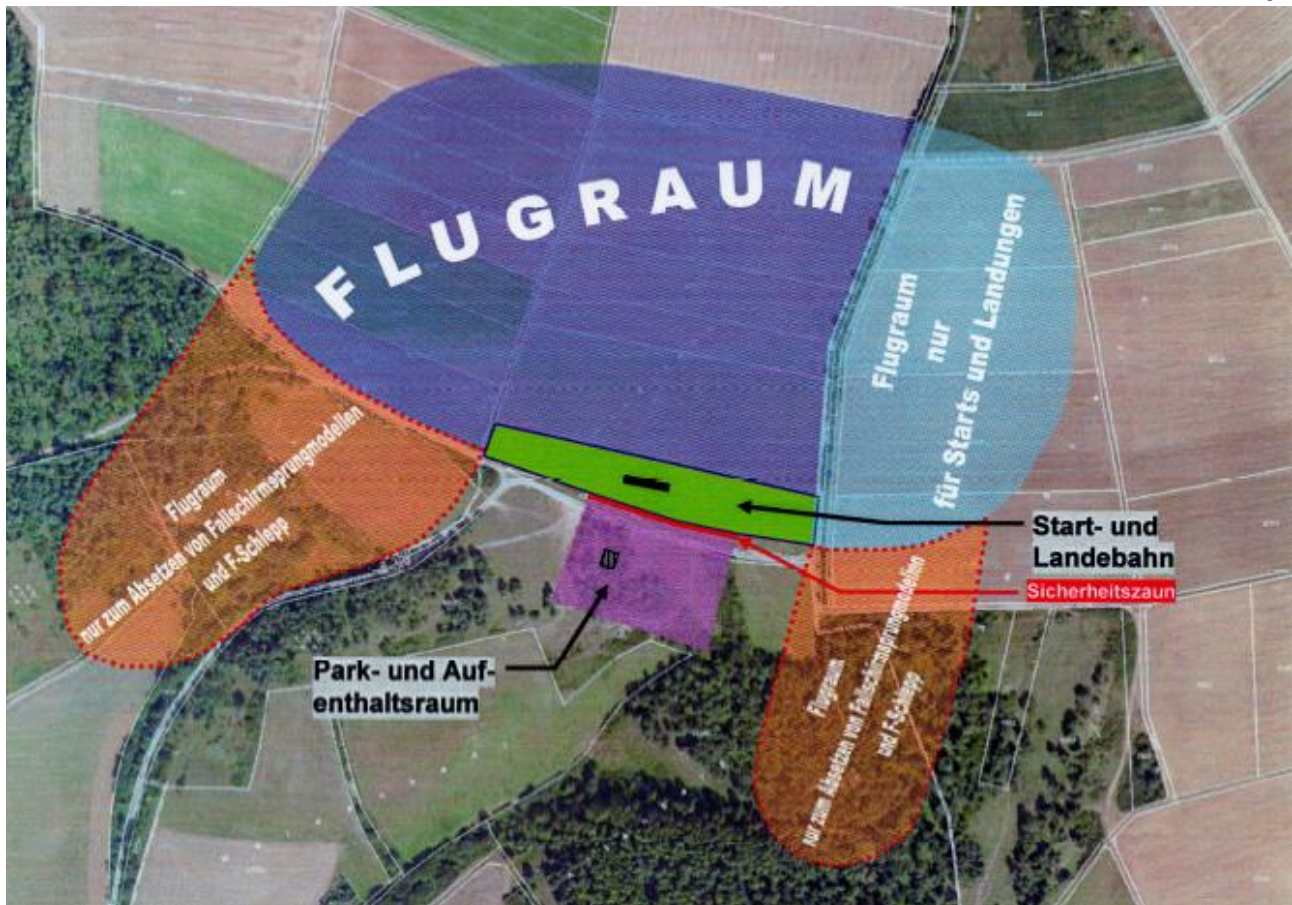 FLUGRAUM
Flugraum
nur
für Starts und Landungen
Flugraum
nur zum Absetzen von Fallschirmsprungmodellen
und F-Schlepp
Start- und
Landebahn
Sicherheitszaun
Park- und Auf-
enthaltsraum
Flugraum
nur zum Absetzen von Fallschirmsprungmodellen
und F-Schlepp